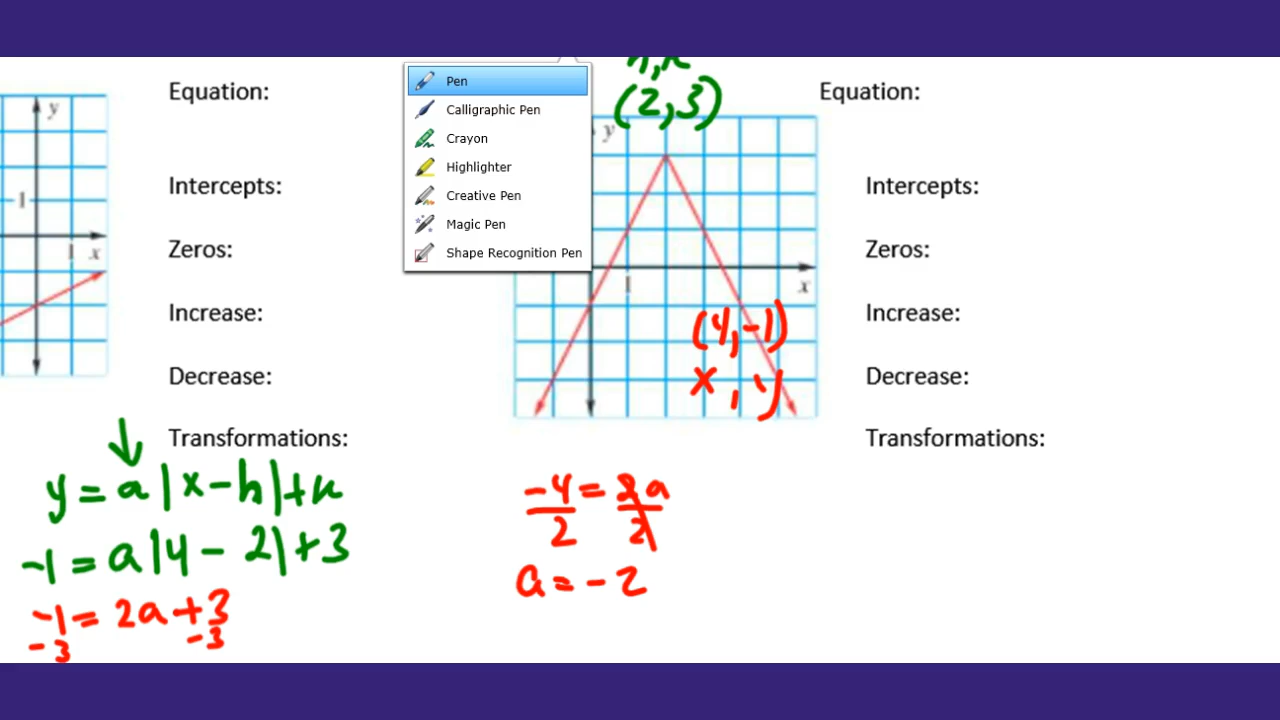 Equation:
Intercepts:
Zeros:
Increase:
Decrease:
Transformations:
y
1
1 x
Pen
Calligraphic Pen
Crayon
Highlighter
Creative Pen
Magic Pen
Shape Recognition Pen
(2,3)
y
1
x
(4,-1)
x, y
Equation:
Intercepts:
Zeros:
Increase:
Decrease:
Transformations:
y = a|x-h|+k
-1 = a|4 - 2|+3
-1 = 2a +3
-3 -3
-4 = 2a
2 2
a = -2